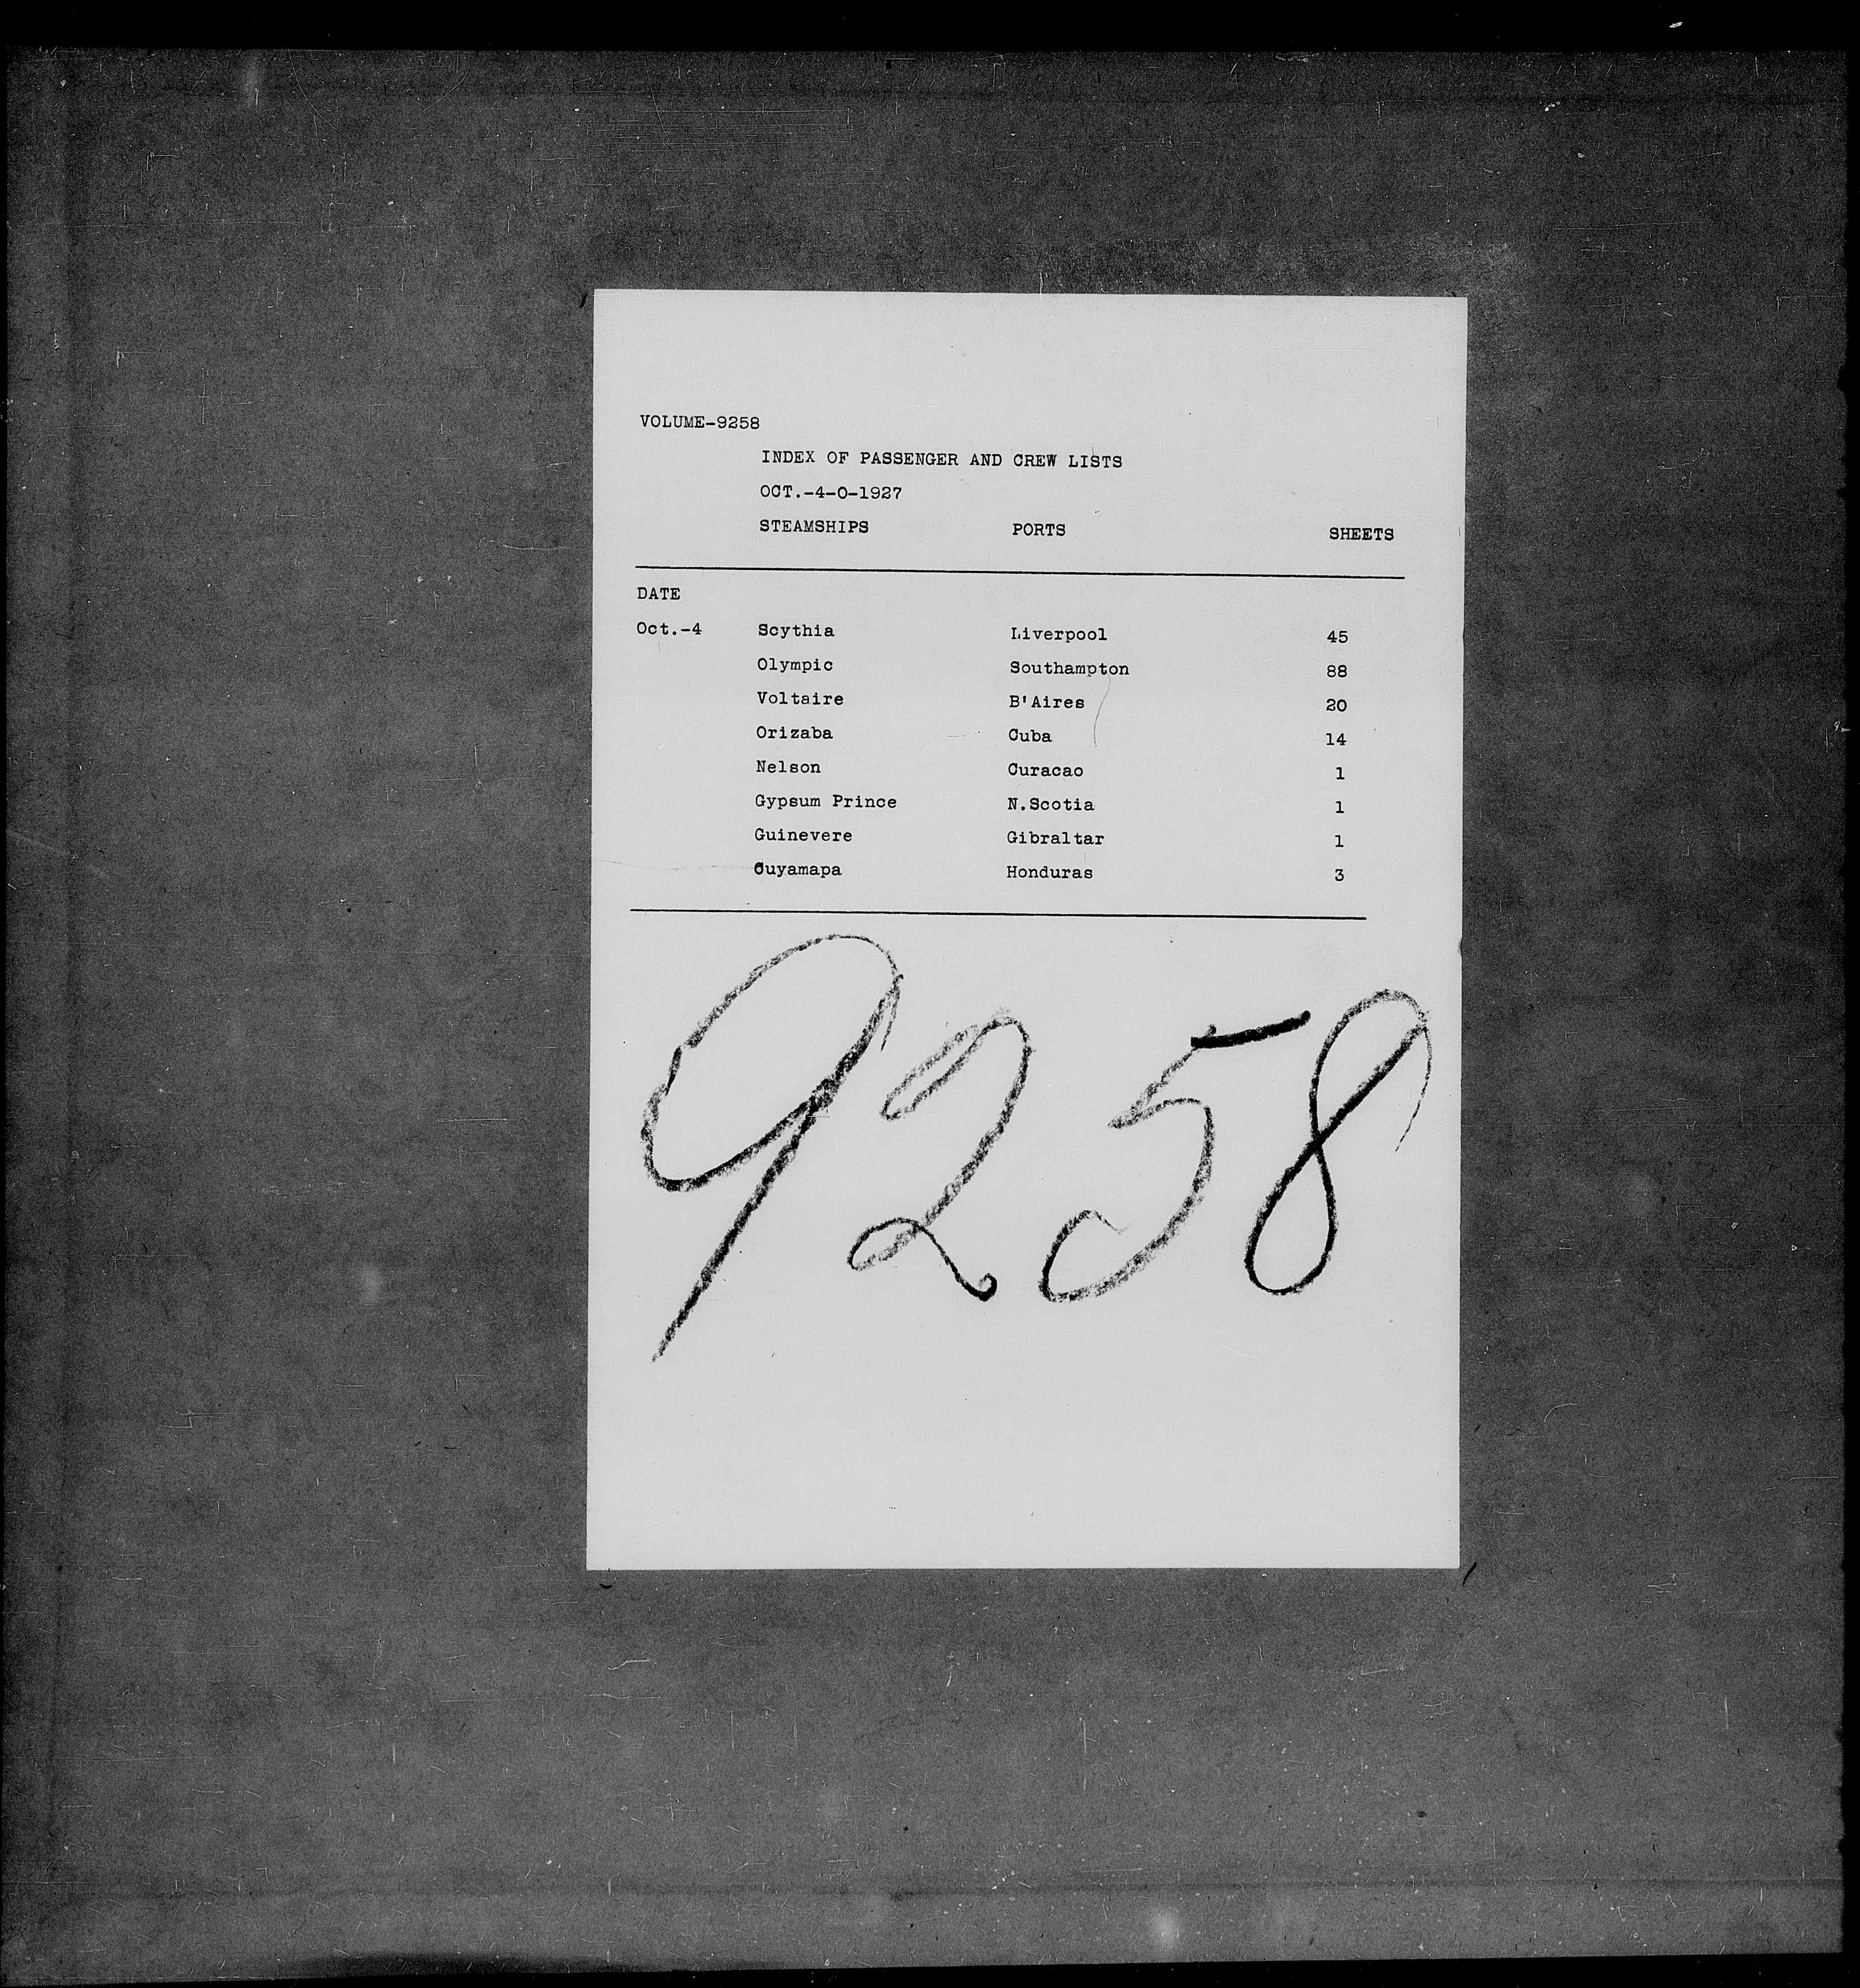 VOLUME-9258
INDEX OF PASSENGER AND CREW LISTS
OCT.-4-0-1927
STEAMSHIPS PORTS SHEETS
DATE
Oct.-4 Scythia Liverpool 45
Olympic Southampton 88
Voltaire B'Aires 20
Orizaba Cuba 14
Nelson Curacao 1
Gypsum Prince N.Scotia 1
Guinevere Gibraltar 1
Cuyamapa Honduras 3
9258